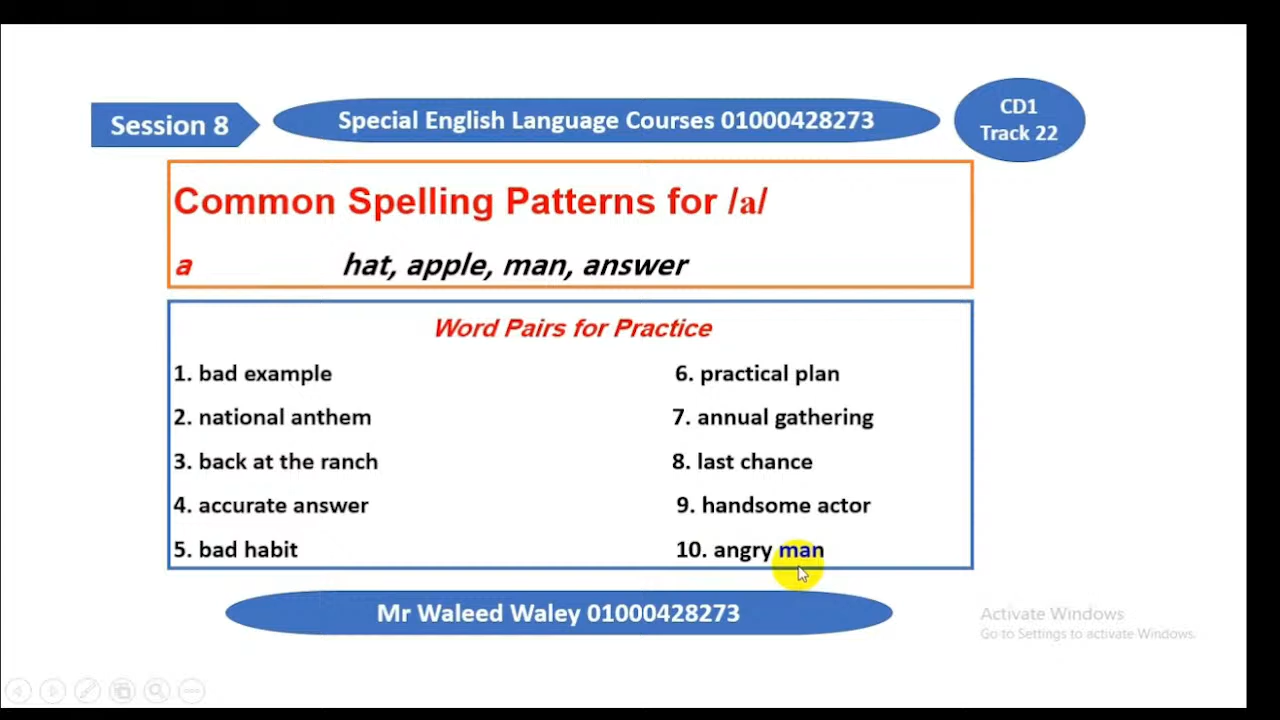 Session 8
Special English Language Courses 01000428273
CD1
Track 22
Common Spelling Patterns for /a/
a hat, apple, man, answer
Word Pairs for Practice
1. bad example
2. national anthem
3. back at the ranch
4. accurate answer
5. bad habit
6. practical plan
7. annual gathering
8. last chance
9. handsome actor
10. angry man
Mr Waleed Waley 01000428273
Activate Windows
Go to Settings to activate Windows.